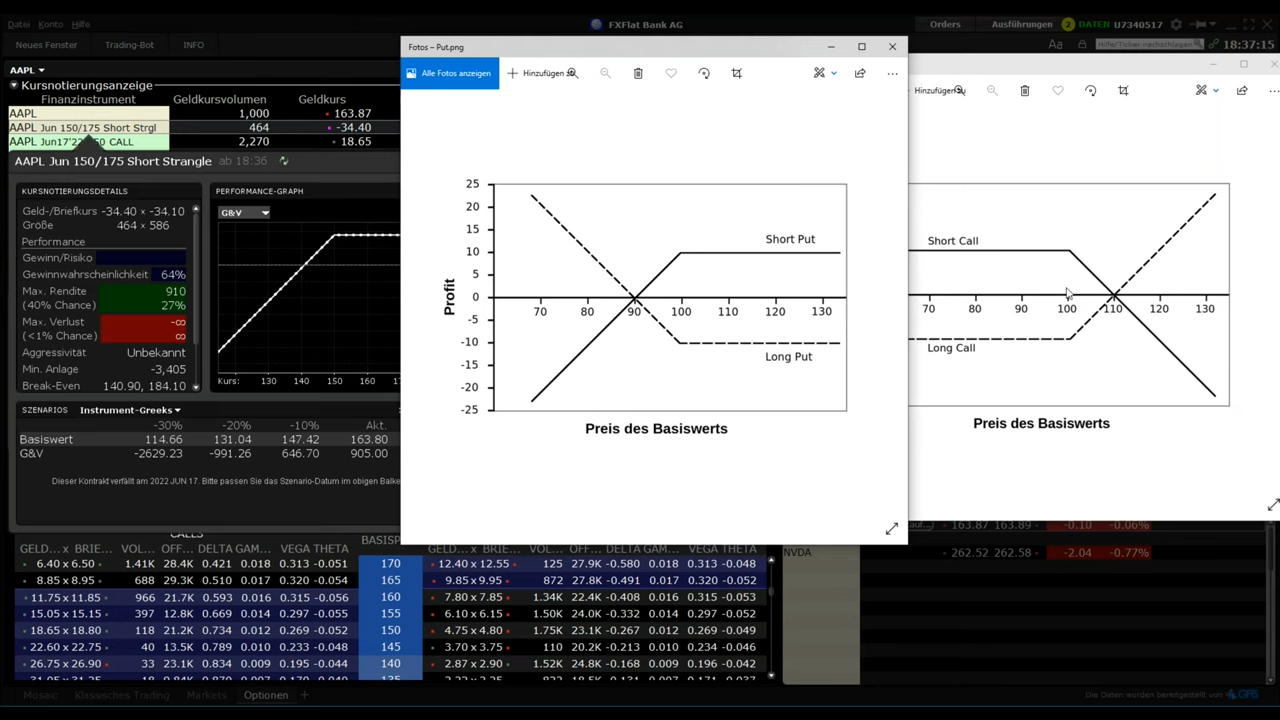 Datei Konto Hilfe
FXFlat Bank AG
Orders Ausführungen 2 DATEN U7340517
Neues Fenster Trading-Bot INFO
Aa Hilfe/Ticker nachschlagen 18:37:15
AAPL
Kursnotierungsanzeige
Finanzinstrument Geldkursvolumen Geldkurs
AAPL 1,000 163.87
AAPL Jun 150/175 Short Strgl 464 -34.40
AAPL CALL 2,270 18.65
AAPL Jun 150/175 Short Strangle ab 18:36
KURSNOTIERUNGSDETAILS
Geld-/Briefkurs -34.40 x -34.10
Größe 464 x 586
Performance
Gewinn/Risiko
Gewinnwahrscheinlichkeit 64%
Max. Rendite 910
(40% Chance) 27%
Max. Verlust -∞
(<1% Chance) ∞
Aggressivität Unbekannt
Min. Anlage -3,405
Break-Even 140.90, 184.10
PERFORMANCE-GRAPH
G&V
Kurs: 130 140 150 160
SZENARIOS Instrument-Greeks
-30% -20% -10% Akt.
Basiswert 114.66 131.04 147.42 163.80
G&V -2629.23 -991.26 646.70 905.00
Dieser Kontrakt verfällt am 2022 JUN 17. Bitte passen Sie das Szenario-Datum im obigen
Fotos – Put.png
Alle Fotos anzeigen Hinzufügen
25
20
15
10
5
0
-5
-10
-15
-20
-25
Profit
Short Put
70 80 90 100 110 120 130
Long Put
Preis des Basiswerts
Hinzufügen
Short Call
70 80 90 100 110 120 130
Long Call
Preis des Basiswerts
163.87 163.89 -0.10 -0.06%
NVDA 262.52 262.58 -2.04 -0.77%
CALLS
GELD... x BRIE... VOL... OFF... DELTA GAM... VEGA THETA BASISP GELD... x BRIE... VOL... OFF... DELTA GAM... VEGA THETA
6.40 x 6.50 1.41K 28.4K 0.421 0.018 0.313 -0.051 170 12.40 x 12.55 125 27.9K -0.580 0.018 0.313 -0.048
8.85 x 8.95 688 29.3K 0.510 0.017 0.320 -0.054 165 9.85 x 9.95 872 27.8K -0.491 0.017 0.320 -0.052
11.75 x 11.85 966 21.7K 0.593 0.016 0.315 -0.056 160 7.80 x 7.85 1.34K 22.4K -0.408 0.016 0.315 -0.053
15.05 x 15.15 397 12.8K 0.669 0.014 0.297 -0.055 155 6.10 x 6.15 1.50K 24.0K -0.332 0.014 0.297 -0.052
18.65 x 18.80 118 21.2K 0.734 0.012 0.269 -0.052 150 4.75 x 4.80 1.75K 23.1K -0.267 0.012 0.269 -0.049
22.60 x 22.75 40 13.5K 0.789 0.011 0.233 -0.048 145 3.70 x 3.75 110 20.2K -0.213 0.010 0.234 -0.046
26.75 x 26.90 33 23.1K 0.834 0.009 0.195 -0.044 140 2.87 x 2.90 1.52K 24.8K -0.168 0.009 0.196 -0.042
Mosaic Klassisches Trading Markets Optionen +
Die Daten wurden bereitgestellt von GFIS